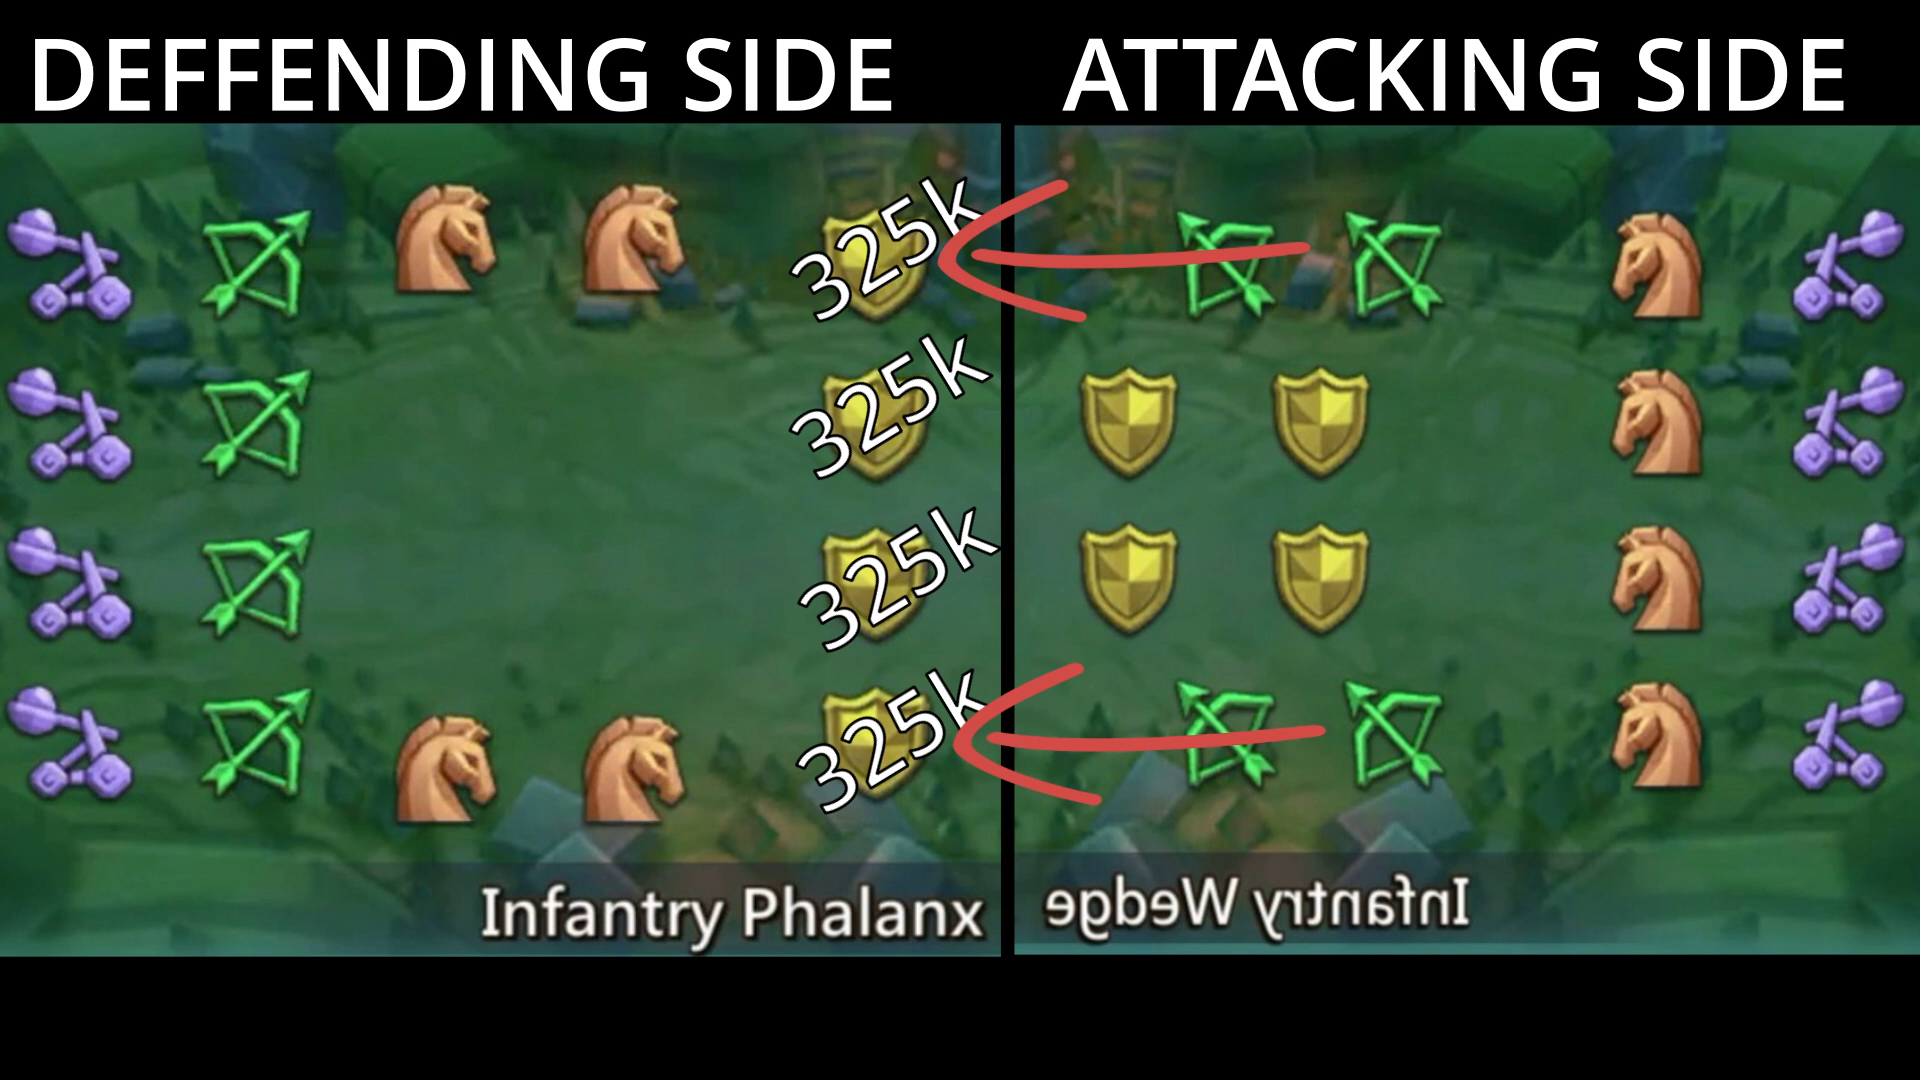 DEFFENDING SIDE
ATTACKING SIDE
325k
325k
325k
325k
Infantry Phalanx
Infantry Wedge